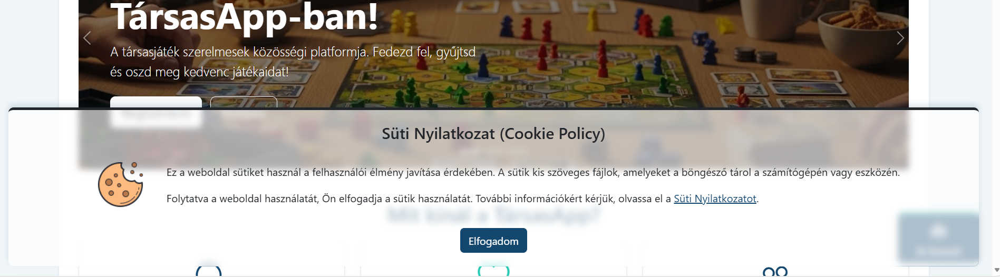 TársasApp-ban!
A társasjáték szerelmesek közösségi platformja. Fedezd fel, gyűjtsd
és oszd meg kedvenc játékaidat!
Süti Nyilatkozat (Cookie Policy)
Ez a weboldal sütiket használ a felhasználói élmény javítása érdekében. A sütik kis szöveges fájlok, amelyeket a böngésző tárol a számítógépén vagy eszközén.
Folytatva a weboldal használatát, Ön elfogadja a sütik használatát. További információkért kérjük, olvassa el a Süti Nyilatkozatot.
Mit kínál a TársasApp?
Elfogadom